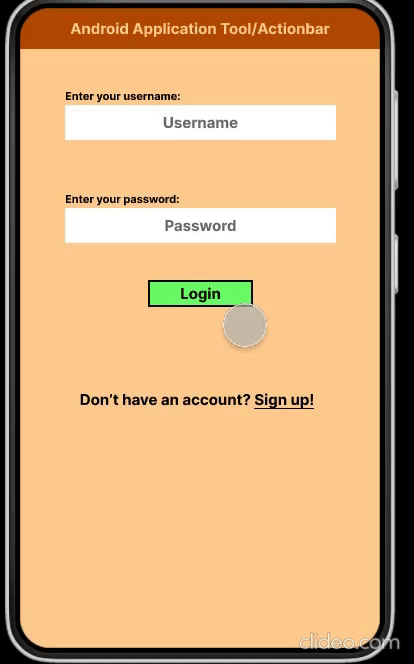 Android Application Tool/Actionbar
Enter your username:
Username
Enter your password:
Password
Login
Don’t have an account? Sign up!
clideo.com